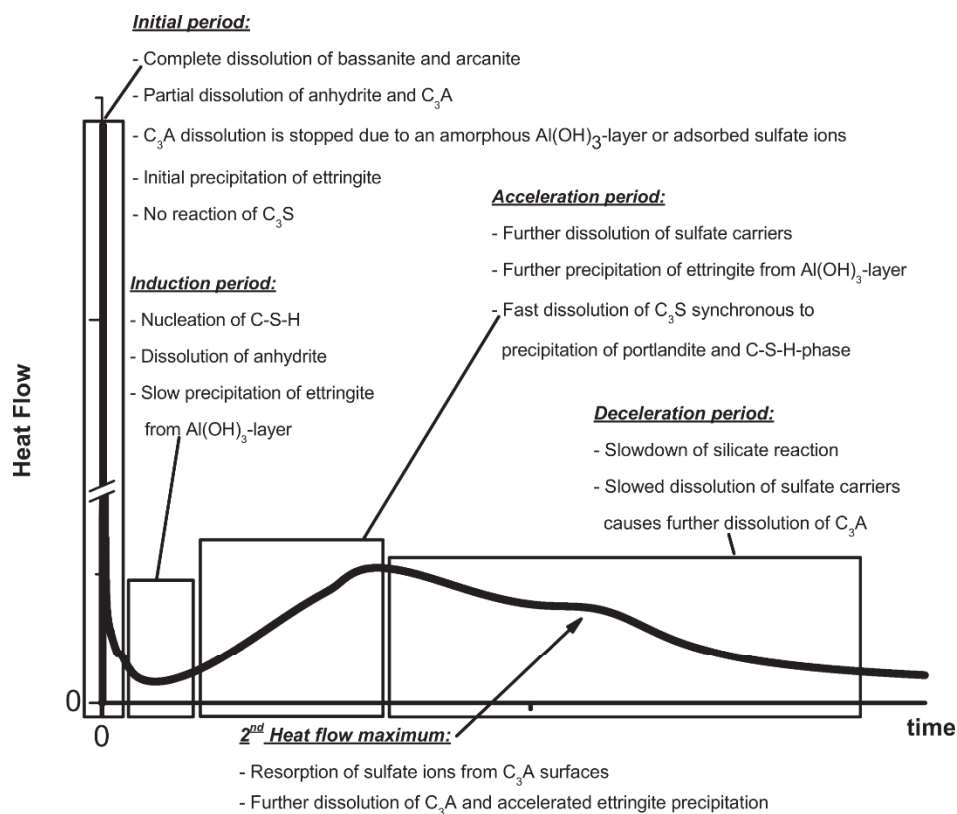 Initial period:
- Complete dissolution of bassanite and arcanite
- Partial dissolution of anhydrite and C₃A
- C₃A dissolution is stopped due to an amorphous Al(OH)₃-layer or adsorbed sulfate ions
- Initial precipitation of ettringite
- No reaction of C₃S
Induction period:
- Nucleation of C-S-H
- Dissolution of anhydrite
- Slow precipitation of ettringite
from Al(OH)₃-layer
Acceleration period:
- Further dissolution of sulfate carriers
- Further precipitation of ettringite from Al(OH)₃-layer
- Fast dissolution of C₃S synchronous to
precipitation of portlandite and C-S-H-phase
Deceleration period:
- Slowdown of silicate reaction
- Slowed dissolution of sulfate carriers
causes further dissolution of C₃A
Heat Flow
0
0
time
2nd Heat flow maximum:
- Resorption of sulfate ions from C₃A surfaces
- Further dissolution of C₃A and accelerated ettringite precipitation